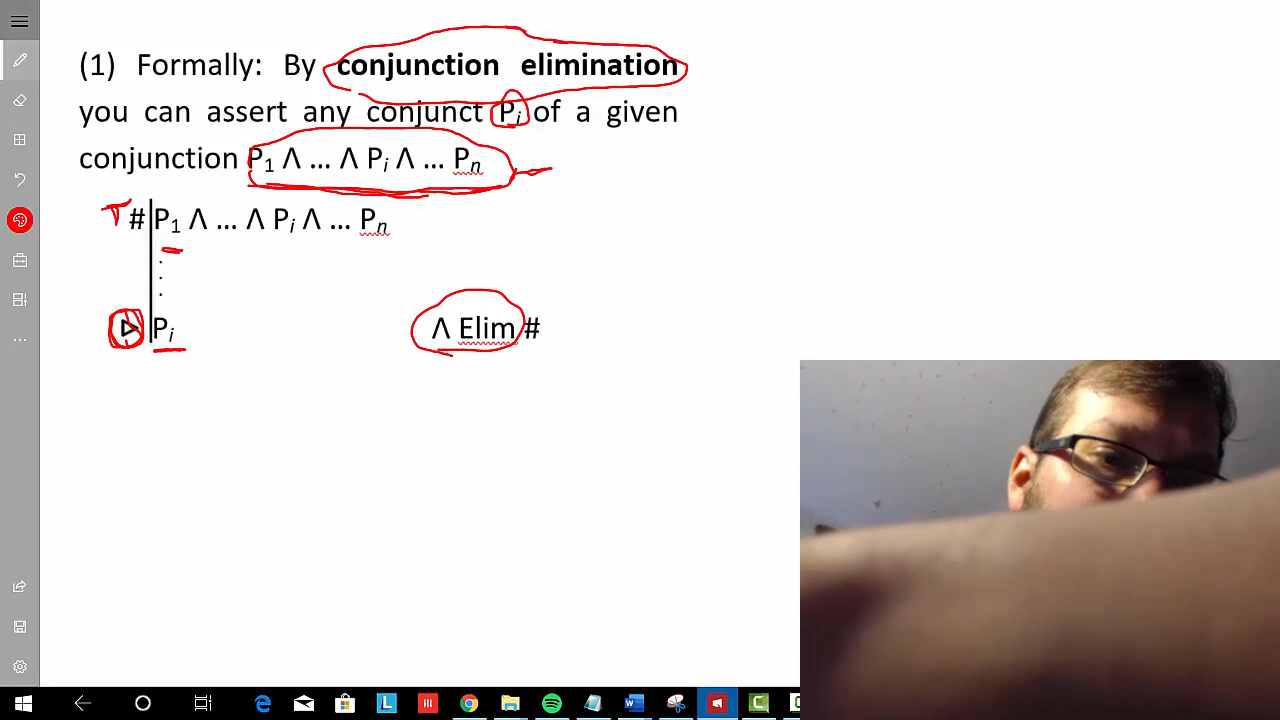 (1) Formally: By conjunction elimination
you can assert any conjunct Pᵢ of a given
conjunction P₁ Λ ... Λ Pᵢ Λ ... Pₙ
T # P₁ Λ ... Λ Pᵢ Λ ... Pₙ
.
.
.
▷ Pᵢ Λ Elim #